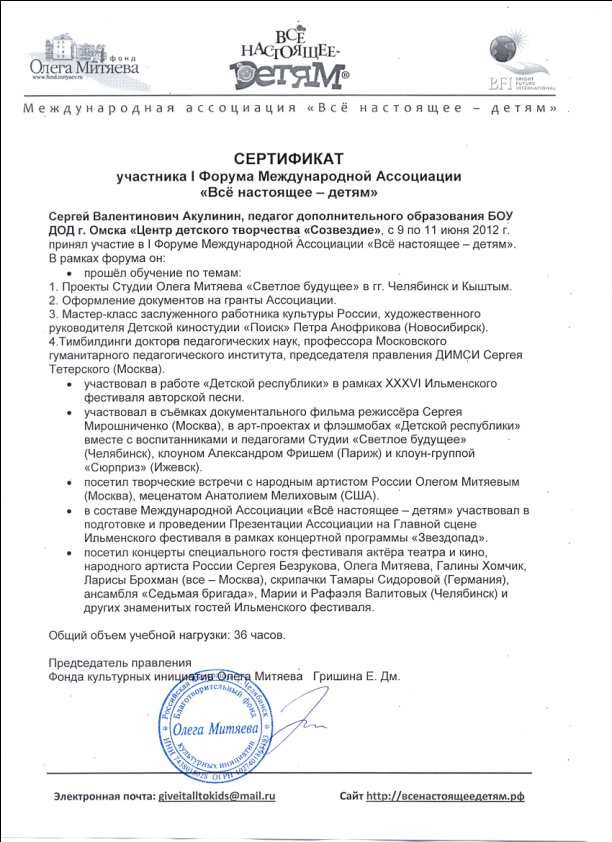 фонд
Олега Митяева
www.fond.mityaev.ru
ВСЁ
НАСТОЯЩЕЕ-
ДЕТЯМ®
BFI BRIGHT
FUTURE
INTERNATIONAL
Международная ассоциация «Всё настоящее – детям»
СЕРТИФИКАТ
участника I Форума Международной Ассоциации
«Всё настоящее – детям»
Сергей Валентинович Акулинин, педагог дополнительного образования БОУ
ДОД г. Омска «Центр детского творчества «Созвездие», с 9 по 11 июня 2012 г.
принял участие в I Форуме Международной Ассоциации «Всё настоящее – детям».
В рамках форума он:
• прошёл обучение по темам:
1. Проекты Студии Олега Митяева «Светлое будущее» в гг. Челябинск и Кыштым.
2. Оформление документов на гранты Ассоциации.
3. Мастер-класс заслуженного работника культуры России, художественного
руководителя Детской киностудии «Поиск» Петра Анофрикова (Новосибирск).
4.Тимбилдинги доктора педагогических наук, профессора Московского
гуманитарного педагогического института, председателя правления ДИМСИ Сергея
Тетерского (Москва).
• участвовал в работе «Детской республики» в рамках XXXVI Ильменского
фестиваля авторской песни.
• участвовал в съёмках документального фильма режиссёра Сергея
Мирошниченко (Москва), в арт-проектах и флэшмобах «Детской республики»
вместе с воспитанниками и педагогами Студии «Светлое будущее»
(Челябинск), клоуном Александром Фришем (Париж) и клоун-группой
«Сюрприз» (Ижевск).
• посетил творческие встречи с народным артистом России Олегом Митяевым
(Москва), меценатом Анатолием Мелиховым (США).
• в составе Международной Ассоциации «Всё настоящее – детям» участвовал в
подготовке и проведении Презентации Ассоциации на Главной сцене
Ильменского фестиваля в рамках концертной программы «Звездопад».
• посетил концерты специального гостя фестиваля актёра театра и кино,
народного артиста России Сергея Безрукова, Олега Митяева, Галины Хомчик,
Ларисы Брохман (все – Москва), скрипачки Тамары Сидоровой (Германия),
ансамбля «Седьмая бригада», Марии и Рафаэля Валитовых (Челябинск) и
других знаменитых гостей Ильменского фестиваля.
Общий объем учебной нагрузки: 36 часов.
Председатель правления
Фонда культурных инициатив Олега Митяева Гришина Е. Дм.
Российская г. Челябинск
Благотворительный фонд
Олега Митяева
культурных инициатив
ИНН ОГРН
Электронная почта: giveitalltokids@mail.ru Сайт http://всенастоящеедетям.рф